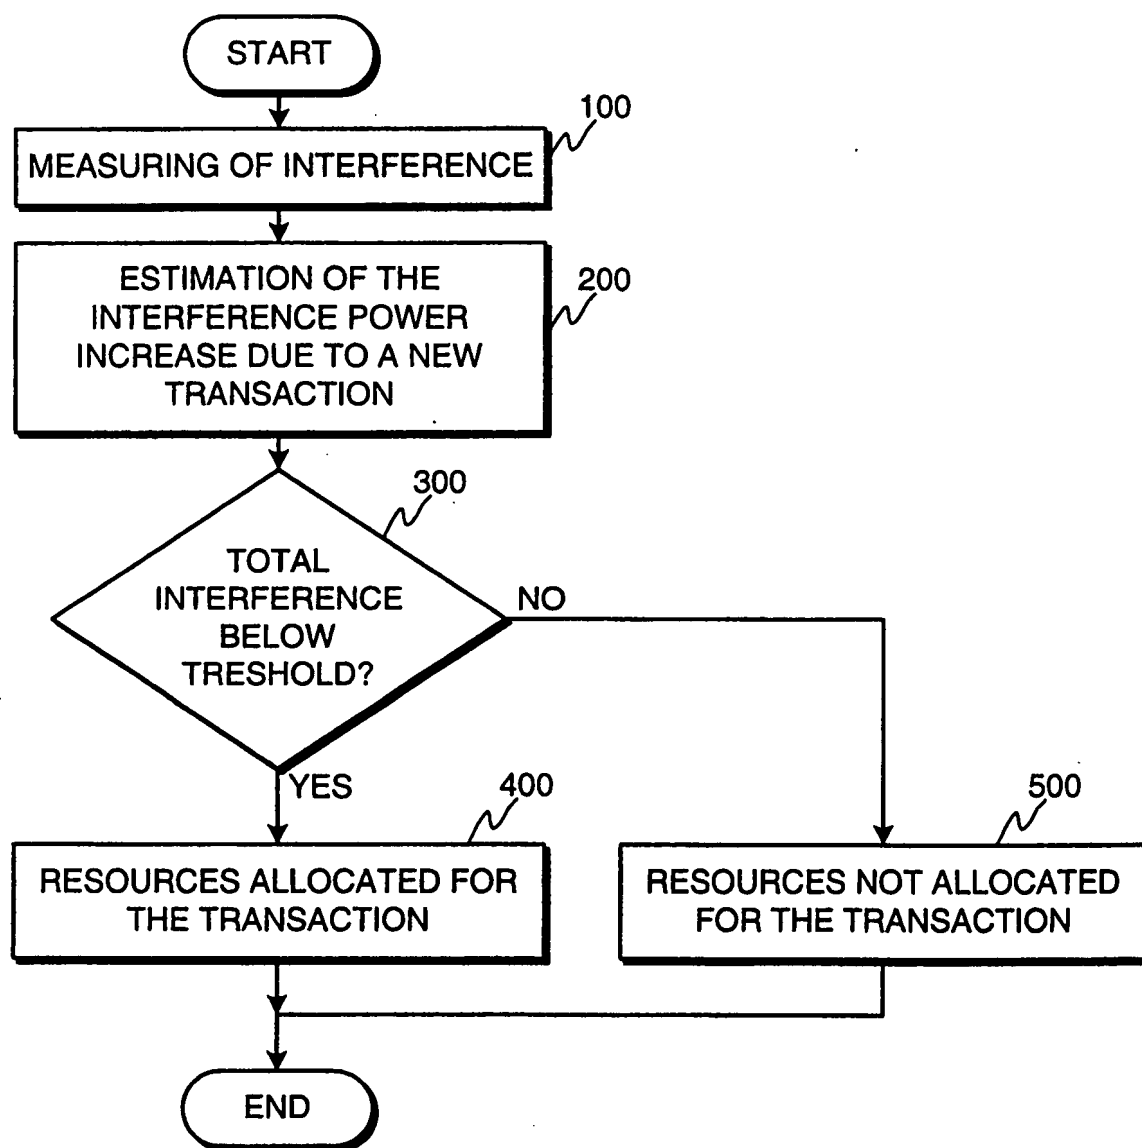 START
100
MEASURING OF INTERFERENCE
200
ESTIMATION OF THE
INTERFERENCE POWER
INCREASE DUE TO A NEW
TRANSACTION
300
TOTAL
INTERFERENCE
BELOW
TRESHOLD?
NO
YES
400
RESOURCES ALLOCATED FOR
THE TRANSACTION
500
RESOURCES NOT ALLOCATED
FOR THE TRANSACTION
END